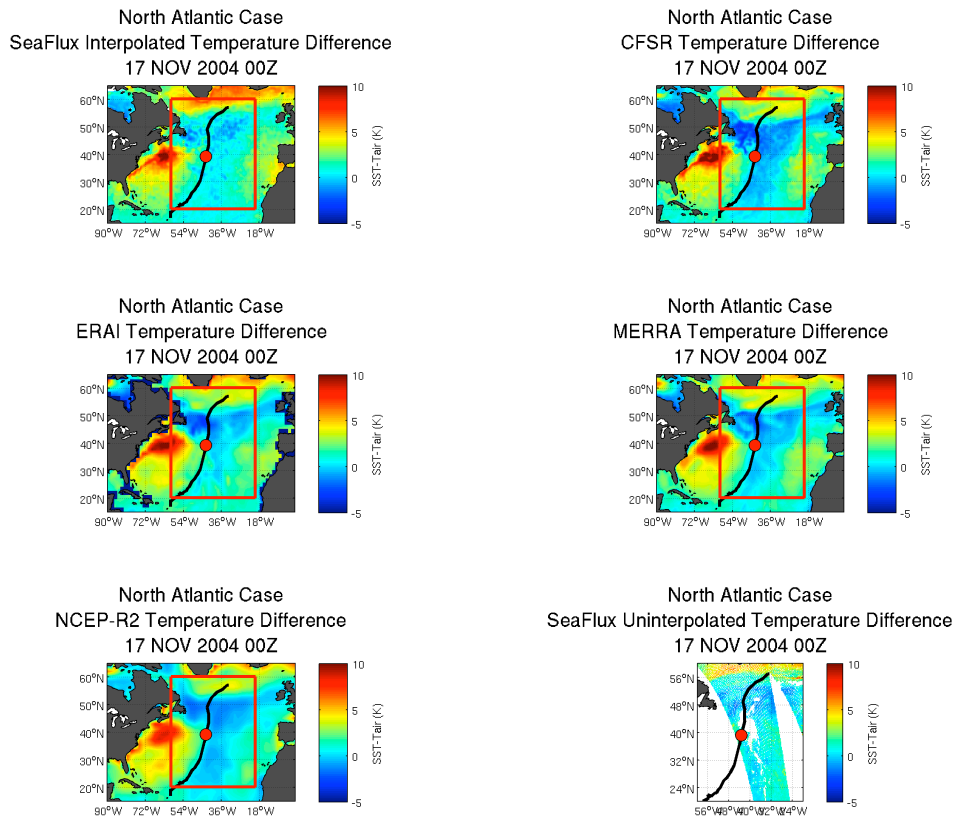 North Atlantic Case
SeaFlux Interpolated Temperature Difference
17 NOV 2004 00Z
60°N
50°N
40°N
30°N
20°N
90°W 72°W 54°W 36°W 18°W
10
5
0
-5
SST-Tair (K)
North Atlantic Case
CFSR Temperature Difference
17 NOV 2004 00Z
60°N
50°N
40°N
30°N
20°N
90°W 72°W 54°W 36°W 18°W
10
5
0
-5
SST-Tair (K)
North Atlantic Case
ERAI Temperature Difference
17 NOV 2004 00Z
60°N
50°N
40°N
30°N
20°N
90°W 72°W 54°W 36°W 18°W
10
5
0
-5
SST-Tair (K)
North Atlantic Case
MERRA Temperature Difference
17 NOV 2004 00Z
60°N
50°N
40°N
30°N
20°N
90°W 72°W 54°W 36°W 18°W
10
5
0
-5
SST-Tair (K)
North Atlantic Case
NCEP-R2 Temperature Difference
17 NOV 2004 00Z
60°N
50°N
40°N
30°N
20°N
90°W 72°W 54°W 36°W 18°W
10
5
0
-5
SST-Tair (K)
North Atlantic Case
SeaFlux Uninterpolated Temperature Difference
17 NOV 2004 00Z
56°N
48°N
40°N
32°N
24°N
56°W 48°W 40°W 32°W 24°W
10
5
0
-5
SST-Tair (K)